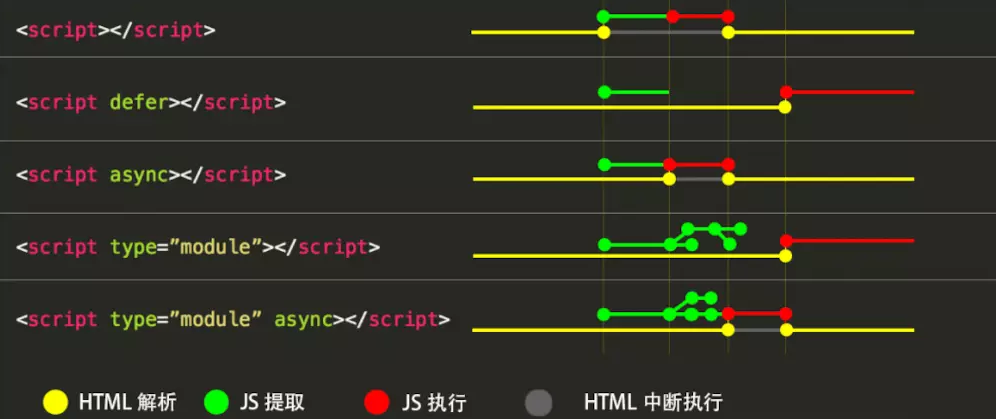 <script></script>
<script defer></script>
<script async></script>
<script type=”module”></script>
<script type=”module” async></script>
HTML 解析 JS 提取 JS 执行 HTML 中断执行